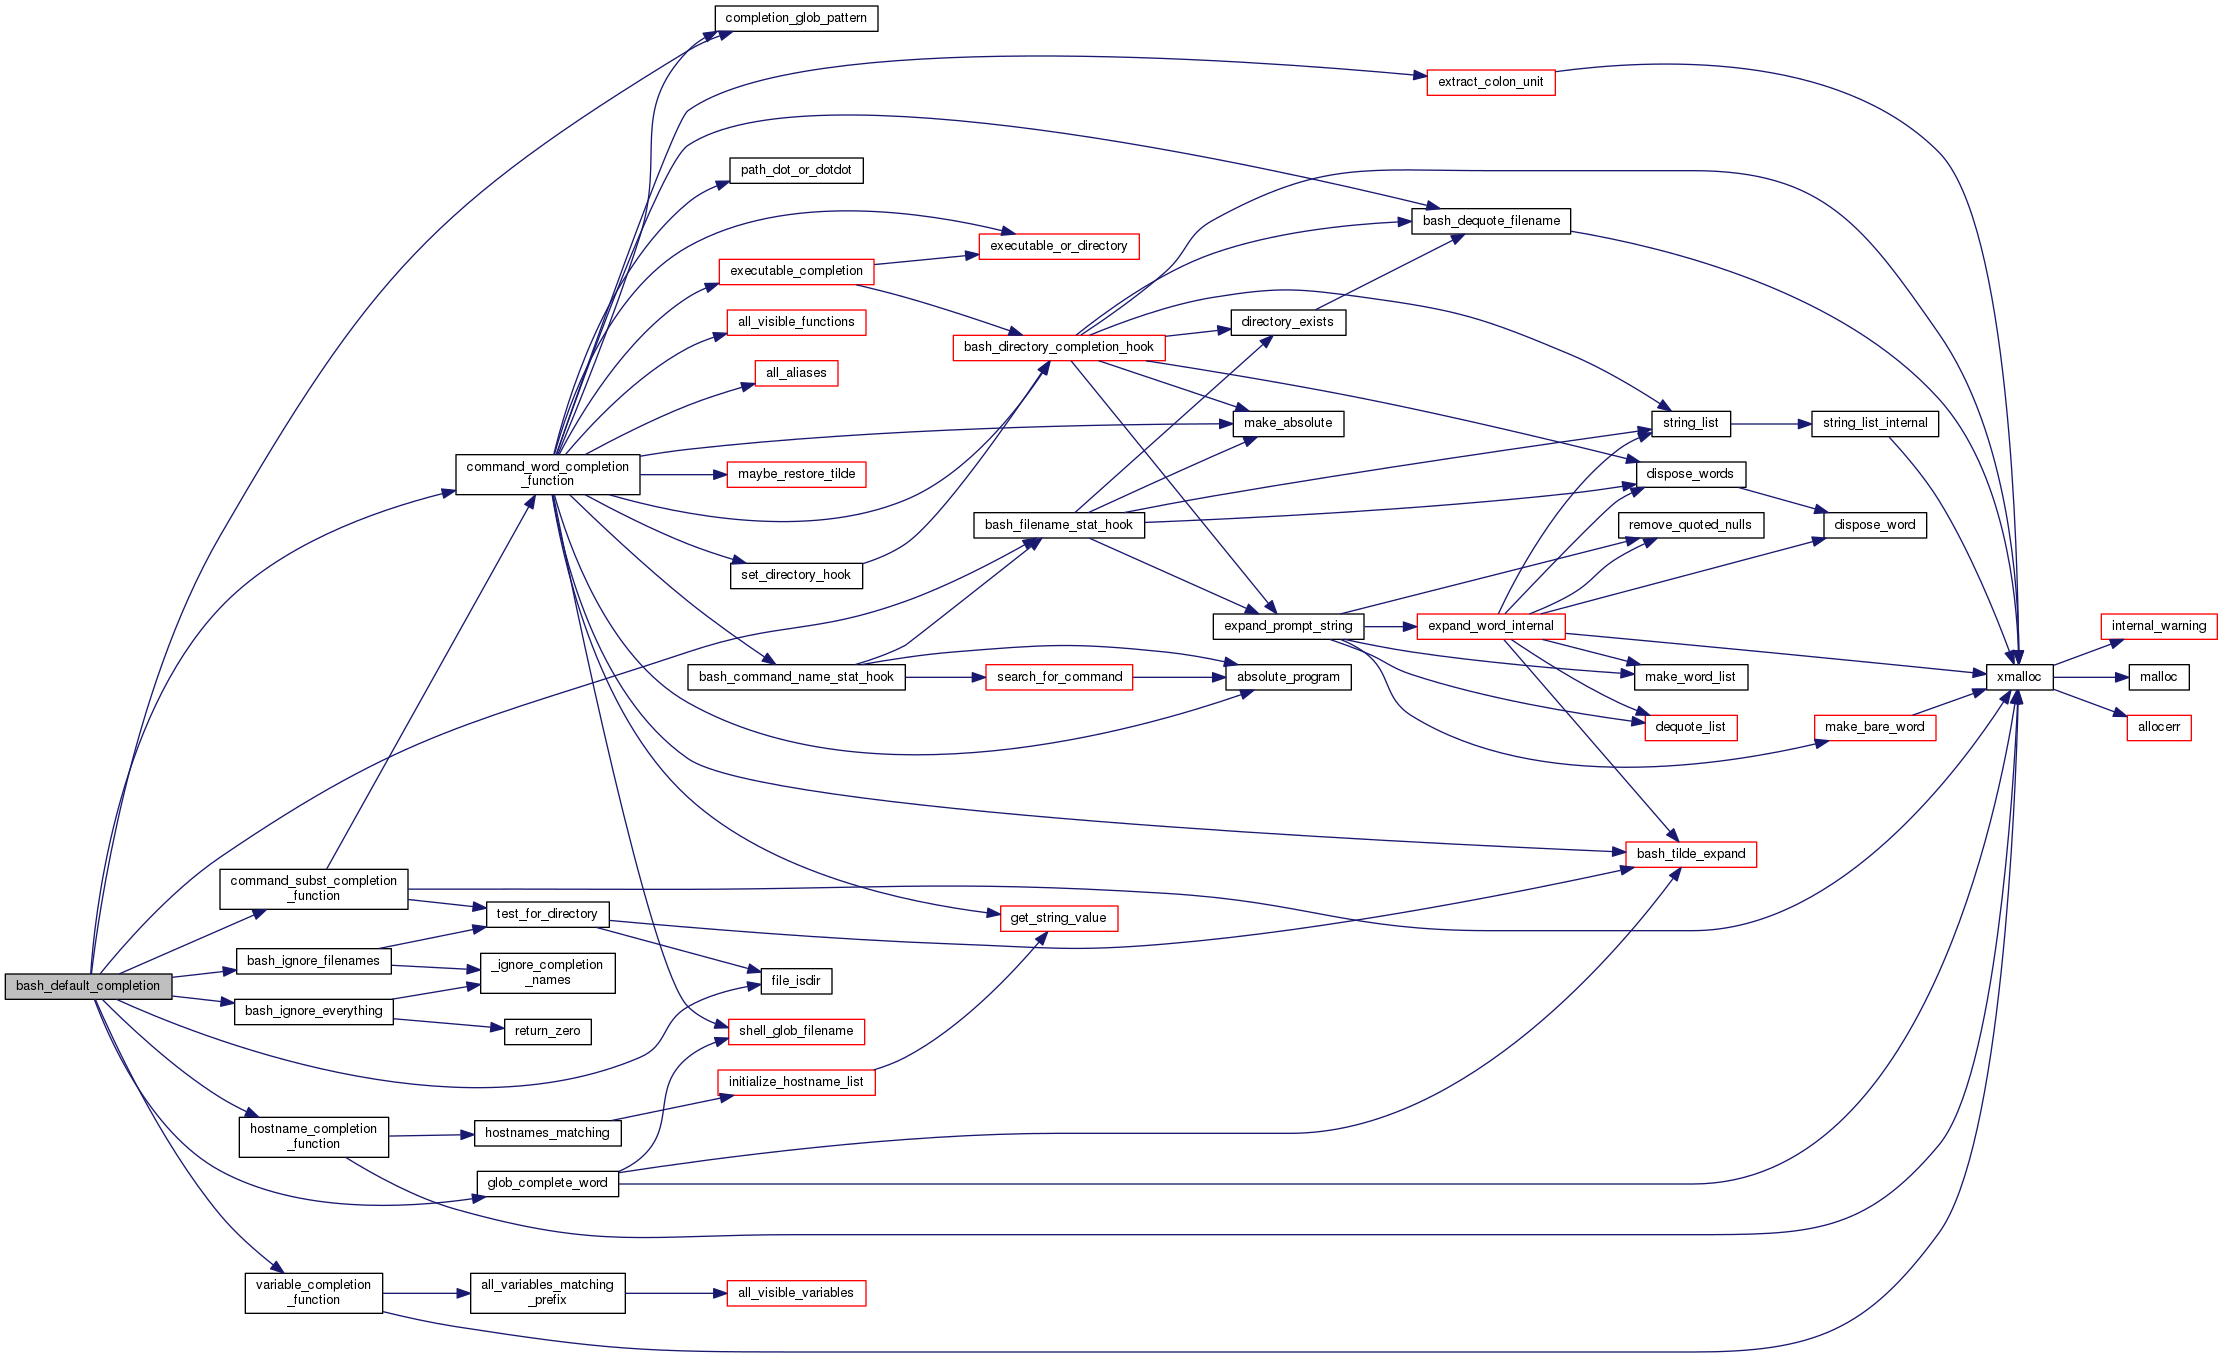 completion_glob_pattern
extract_colon_unit
path_dot_or_dotdot
bash_dequote_filename
executable_or_directory
executable_completion
all_visible_functions
directory_exists
bash_directory_completion_hook
all_aliases
make_absolute
string_list
string_list_internal
command_word_completion
_function
maybe_restore_tilde
dispose_words
bash_filename_stat_hook
remove_quoted_nulls
dispose_word
set_directory_hook
expand_prompt_string
expand_word_internal
internal_warning
bash_command_name_stat_hook
search_for_command
absolute_program
make_word_list
xmalloc
malloc
dequote_list
make_bare_word
allocerr
bash_tilde_expand
command_subst_completion
_function
test_for_directory
get_string_value
bash_ignore_filenames
_ignore_completion
_names
file_isdir
bash_default_completion
bash_ignore_everything
return_zero
shell_glob_filename
initialize_hostname_list
hostname_completion
_function
hostnames_matching
glob_complete_word
variable_completion
_function
all_variables_matching
_prefix
all_visible_variables